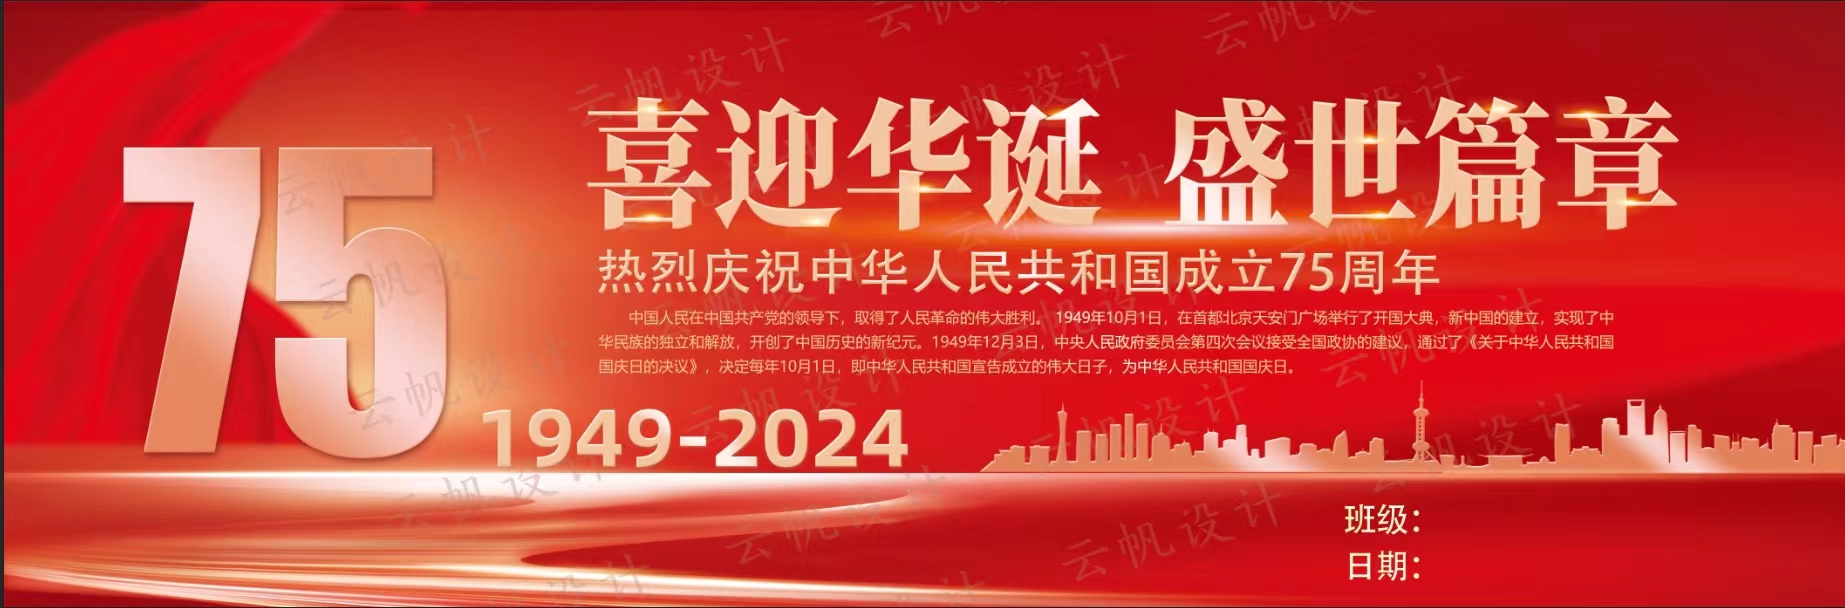 云帆设计
75
喜迎华诞 盛世篇章
热烈庆祝中华人民共和国成立75周年
中国人民在中国共产党的领导下，取得了人民革命的伟大胜利。 1949年10月1日，在首都北京天安门广场举行了开国大典，新中国的建立，实现了中
华民族的独立和解放，开创了中国历史的新纪元。1949年12月3日，中央人民政府委员会第四次会议接受全国政协的建议，通过了《关于中华人民共和国
国庆日的决议》，决定每年10月1日，即中华人民共和国宣告成立的伟大日子，为中华人民共和国国庆日。
1949-2024
班级：
日期：